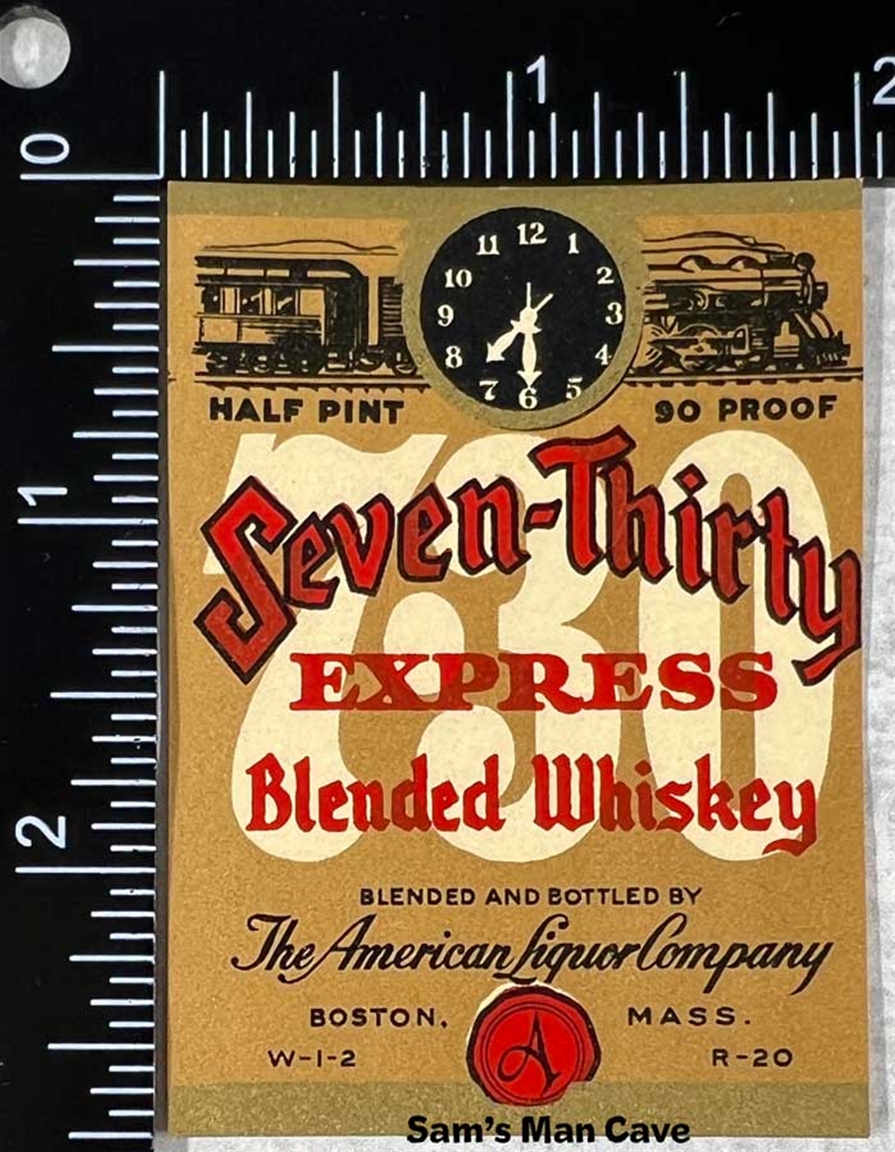 0
1
2
1
2
11 12 1
10 2
9 3
8 4
7 6 5
HALF PINT 90 PROOF
730
Seven-Thirty
EXPRESS
Blended Whiskey
BLENDED AND BOTTLED BY
The American Liquor Company
BOSTON, MASS.
W-1-2 A R-20
Sam's Man Cave